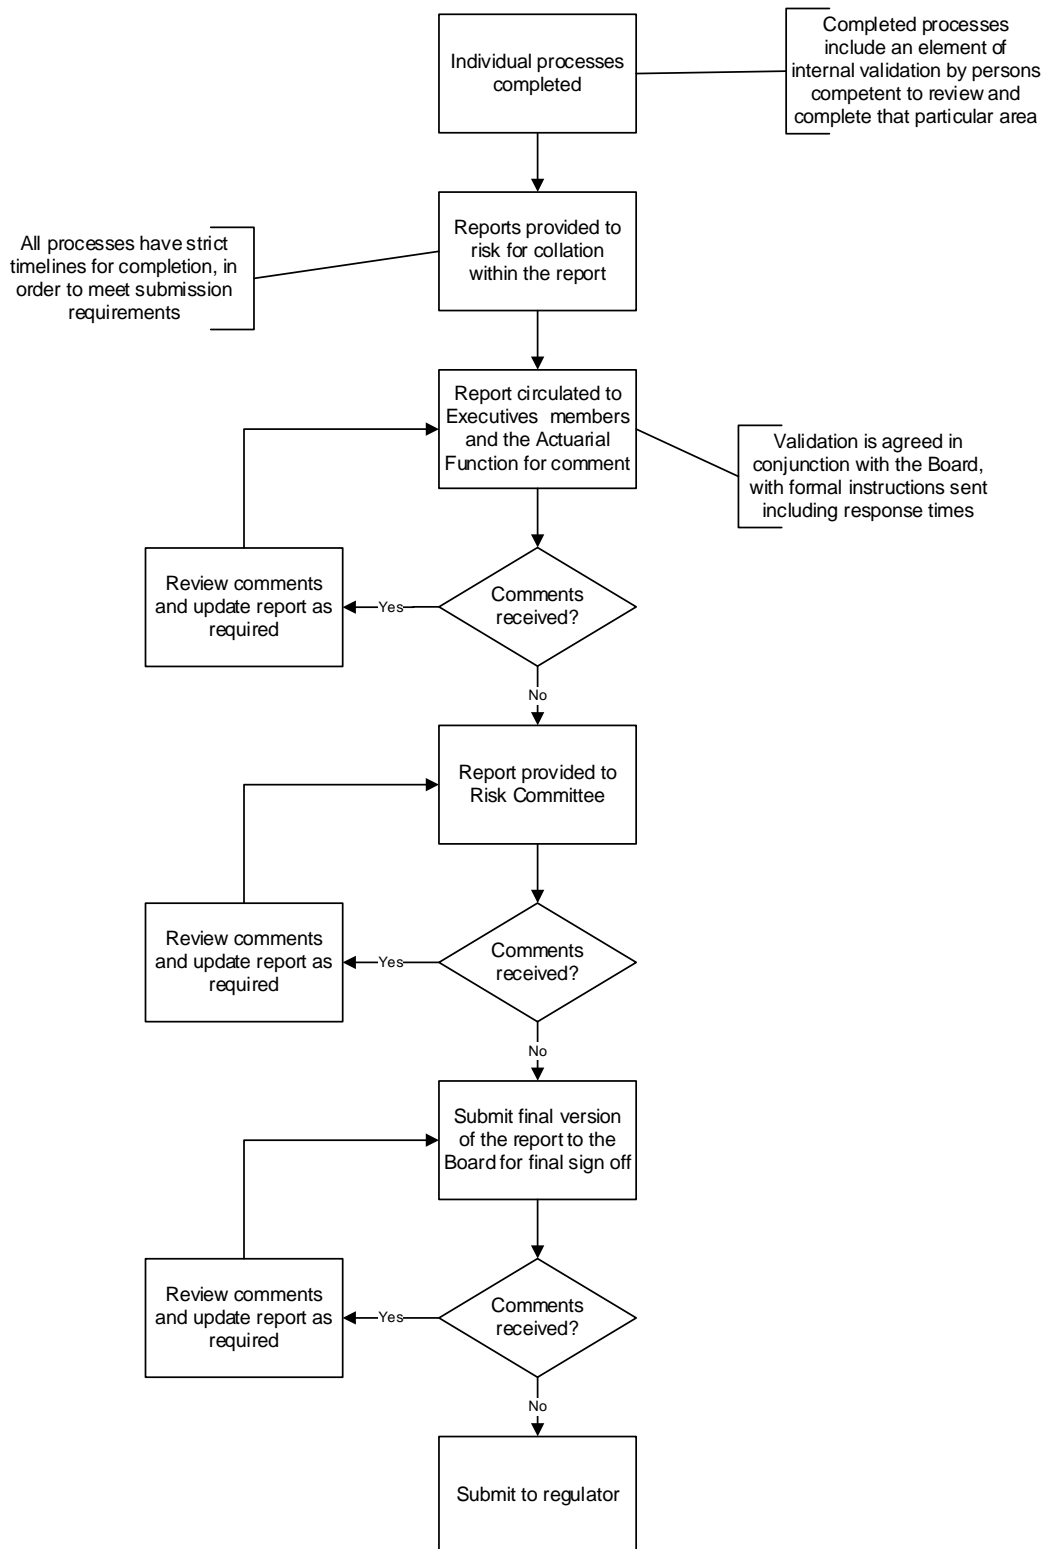 Individual processes
completed
Completed processes
include an element of
internal validation by persons
competent to review and
complete that particular area
All processes have strict
timelines for completion, in
order to meet submission
requirements
Reports provided to
risk for collation
within the report
Report circulated to
Executives members
and the Actuarial
Function for comment
Validation is agreed in
conjunction with the Board,
with formal instructions sent
including response times
Review comments
and update report as
required
Yes
Comments
received?
No
Report provided to
Risk Committee
Review comments
and update report as
required
Yes
Comments
received?
No
Submit final version
of the report to the
Board for final sign off
Review comments
and update report as
required
Yes
Comments
received?
No
Submit to regulator